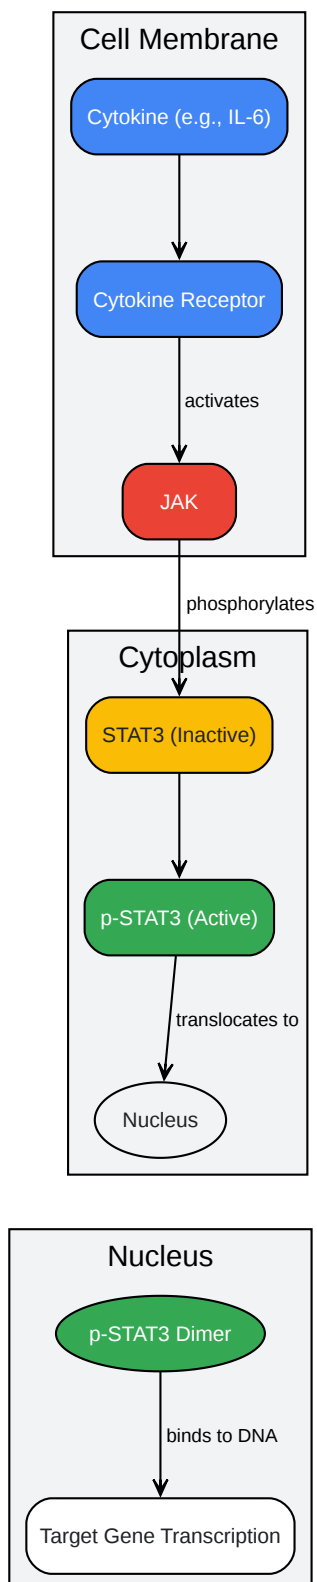 Cell Membrane
Cytokine (e.g., IL-6)
Cytokine Receptor
activates
JAK
phosphorylates
Cytoplasm
STAT3 (Inactive)
p-STAT3 (Active)
translocates to
Nucleus
Nucleus
p-STAT3 Dimer
binds to DNA
Target Gene Transcription